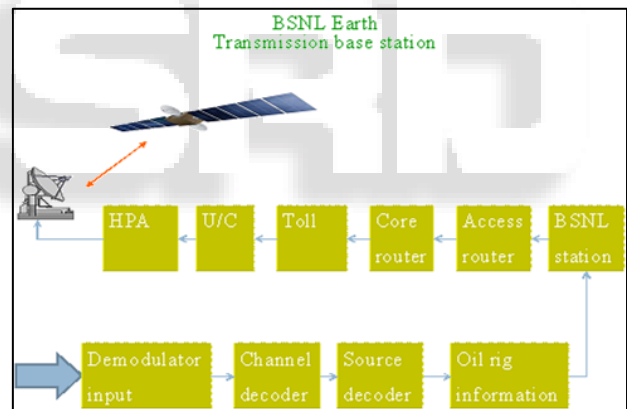 BSNL Earth
Transmission base station
HPA
U/C
Toll
Core
router
Access
router
BSNL
station
Demodulator
input
Channel
decoder
Source
decoder
Oil rig
information